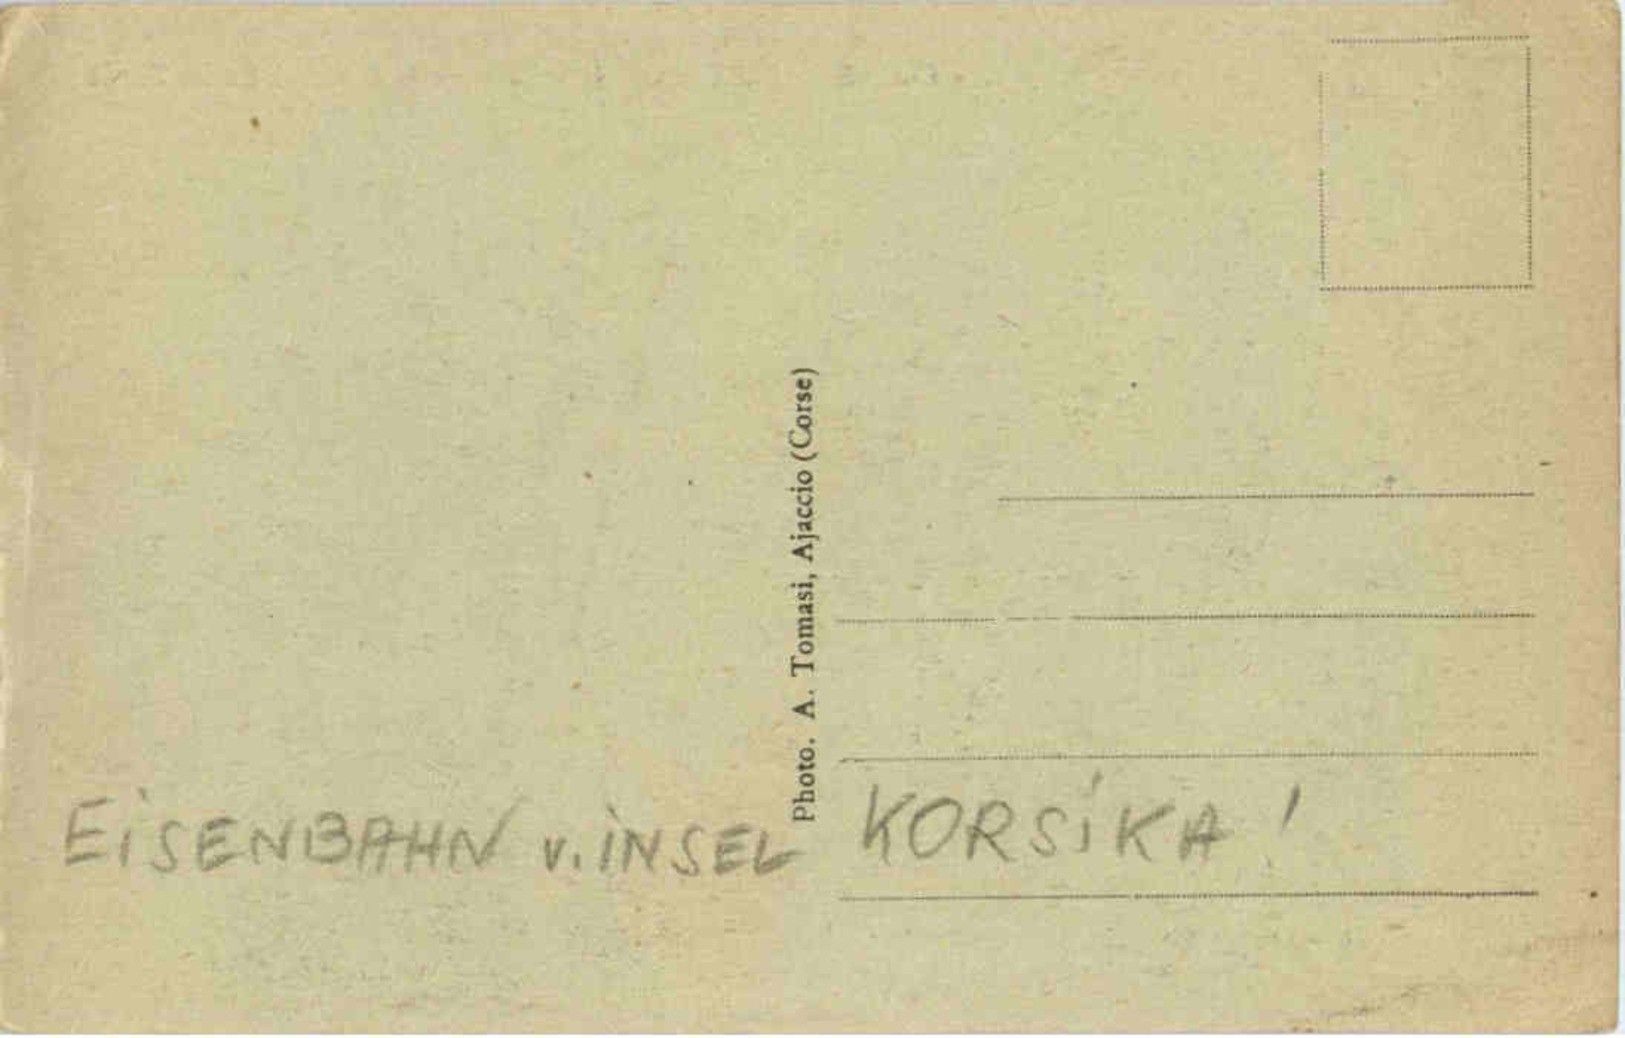 Photo. A. Tomasi, Ajaccio (Corse)
EiSENBAHN v. iNSEL KORSiKA !